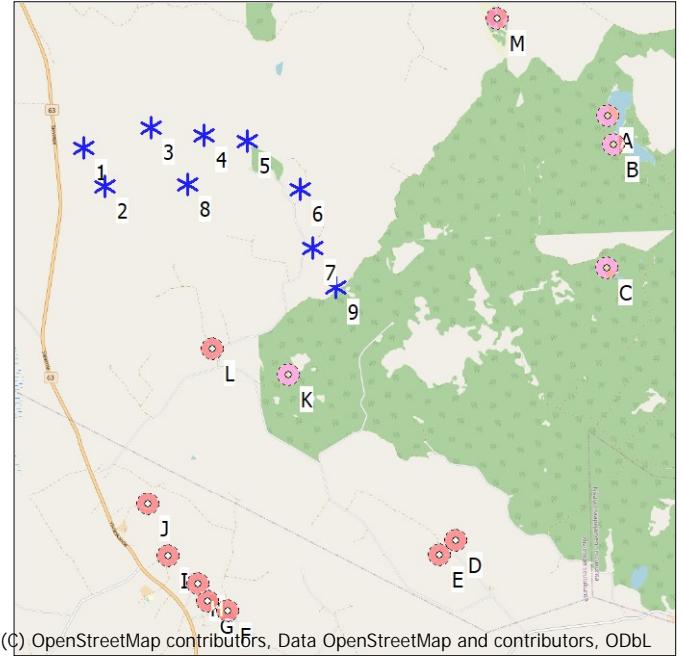 M
63
A
3
4
5
1
B
8
2
6
7
C
9
L
63
K
J
D
E
I
G
F
(C) OpenStreetMap contributors, Data OpenStreetMap and contributors, ODbL